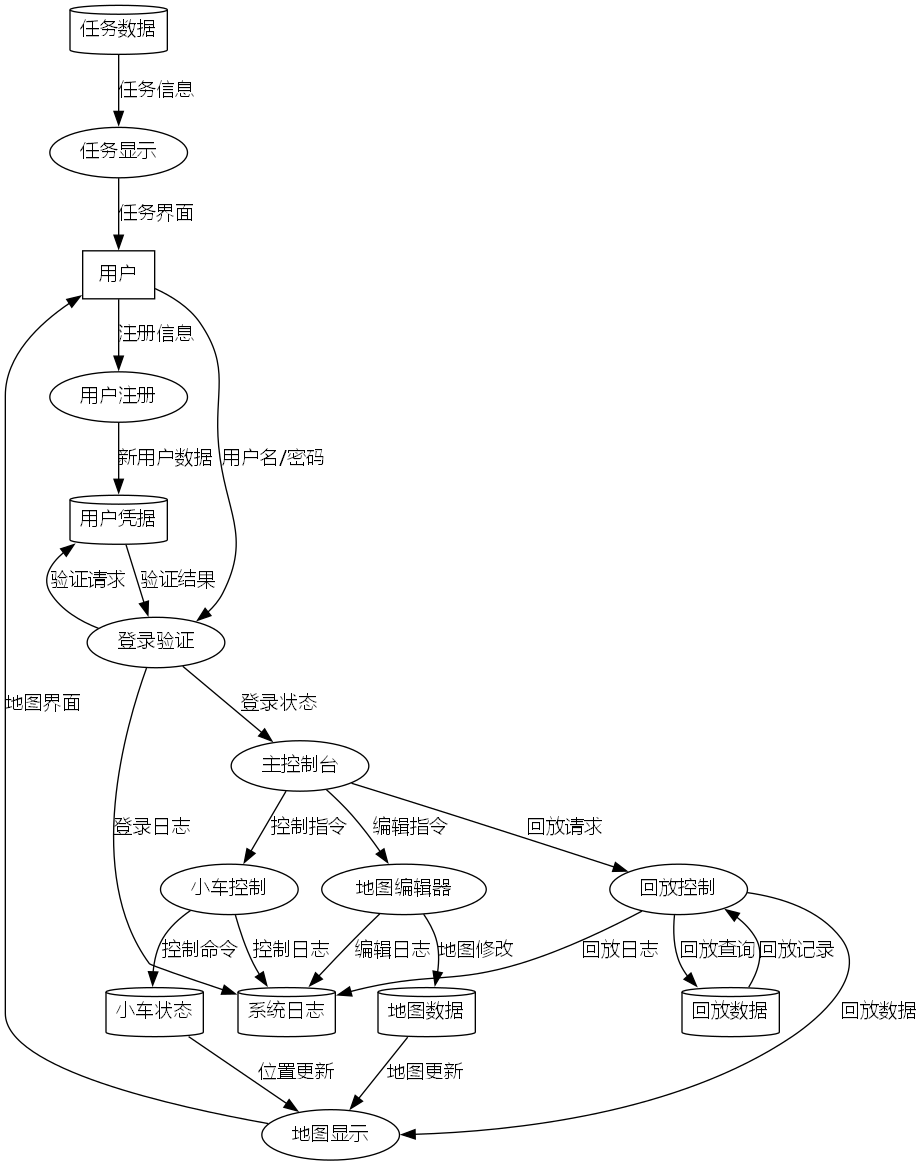 任务数据
任务信息
任务显示
任务界面
用户
注册信息
用户注册
新用户数据
用户名/密码
用户凭据
验证请求
验证结果
登录验证
地图界面
登录状态
主控制台
登录日志
控制指令
编辑指令
回放请求
小车控制
地图编辑器
回放控制
控制命令
控制日志
编辑日志
地图修改
回放日志
回放查询
回放记录
小车状态
系统日志
地图数据
回放数据
回放数据
位置更新
地图更新
地图显示